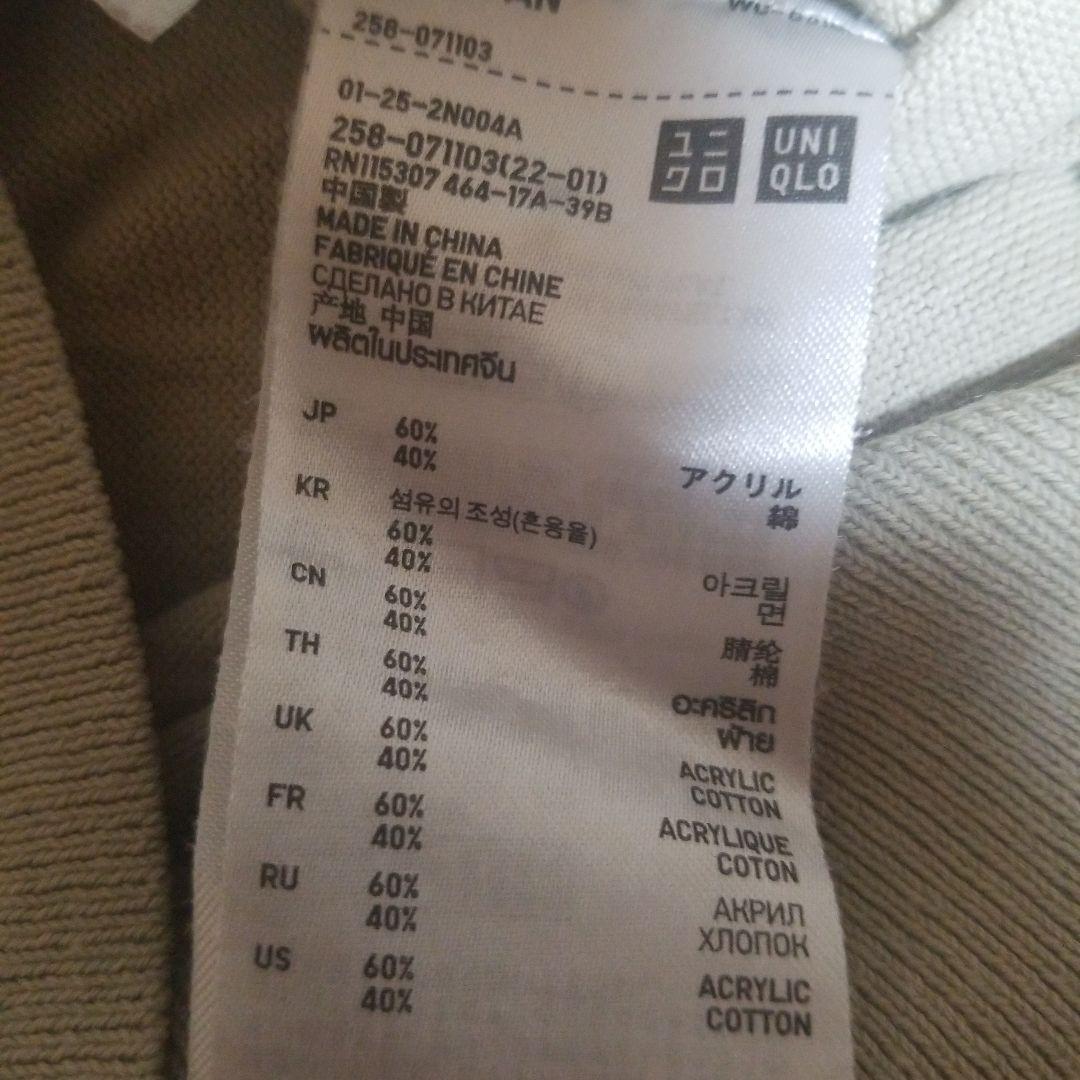 258-071103
01-25-2N004A
258-071103(22-01)
RN115307 464-17A-39B
ユニクロ
UNI
QLO
中国製
MADE IN CHINA
FABRIQUÉ EN CHINE
СДЕЛАНО В КИТАЕ
产地 中国
ผลิตในประเทศจีน
JP 60% アクリル
40% 綿
KR 섬유의 조성(혼용율)
60% 아크릴
40% 면
CN 60% 腈纶
40% 棉
TH 60% อะคริลิก
40% ฝ้าย
UK 60% ACRYLIC
40% COTTON
FR 60% ACRYLIQUE
40% COTON
RU 60% АКРИЛ
40% ХЛОПОК
US 60% ACRYLIC
40% COTTON